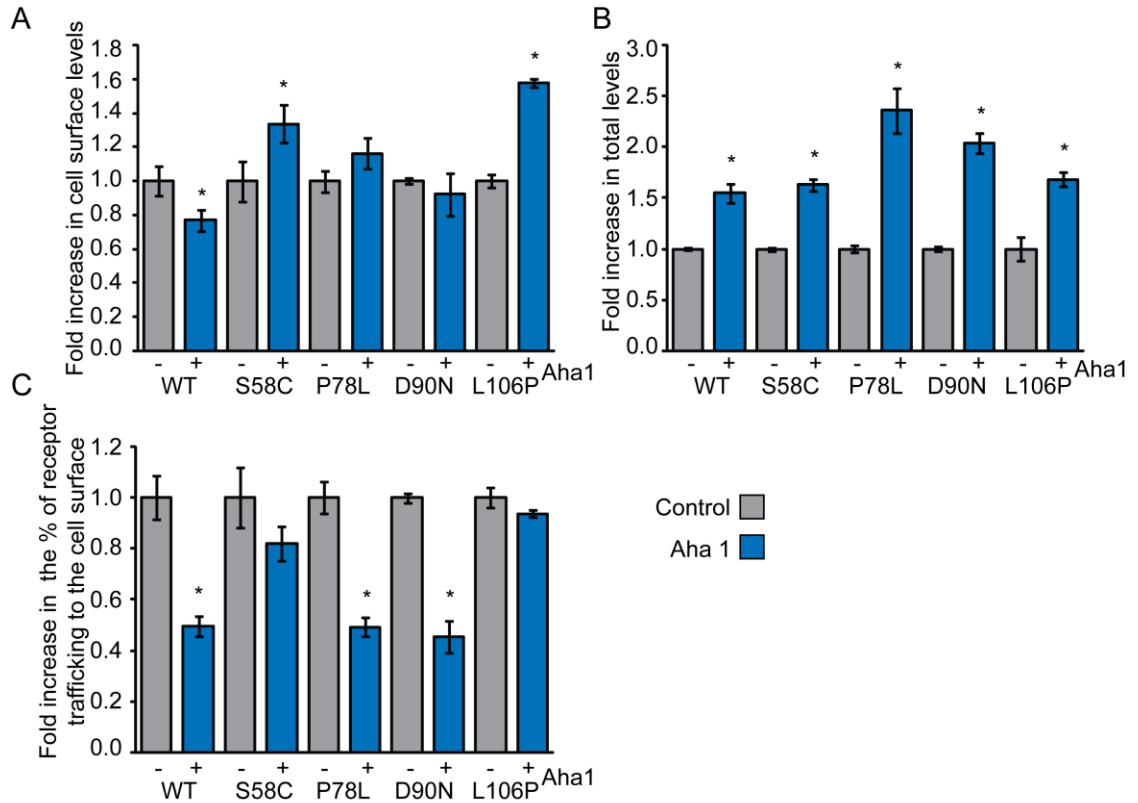 A
Fold increase in cell surface levels
1.8
1.6
1.4
1.2
1.0
0.8
0.6
0.4
0.2
0.0
* * *
- + - + - + - + - + Aha1
WT S58C P78L D90N L106P
B
Fold increase in total levels
3.0
2.5
2.0
1.5
1.0
0.5
0.0
* * * * *
- + - + - + - + - + Aha1
WT S58C P78L D90N L106P
C
Fold increase in the % of receptor
trafficking to the cell surface
1.2
1.0
0.8
0.6
0.4
0.2
0.0
* * *
- + - + - + - + - + Aha1
WT S58C P78L D90N L106P
Control
Aha 1